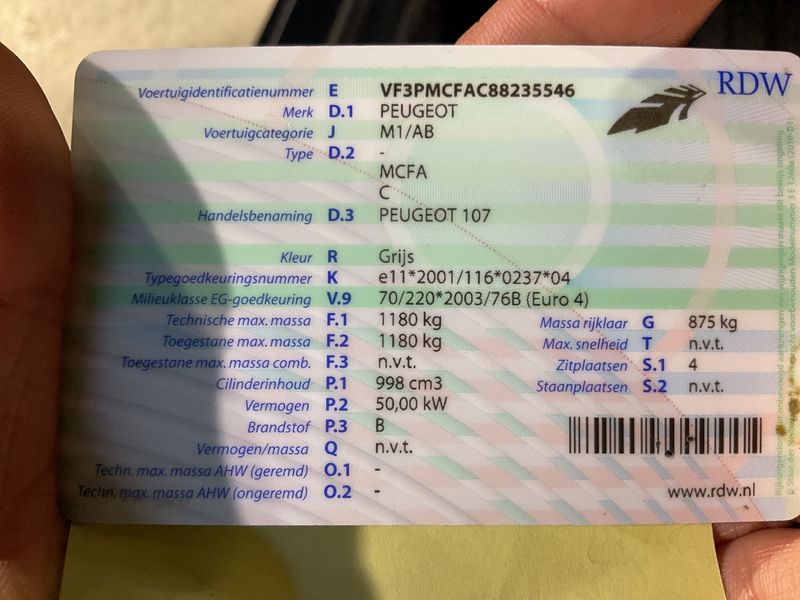 RDW
Voertuigidentificatienummer E VF3PMCFAC88235546
Merk D.1 PEUGEOT
Voertuigcategorie J M1/AB
Type D.2 -
MCFA
C
Handelsbenaming D.3 PEUGEOT 107
Kleur R Grijs
Typegoedkeuringsnummer K e11*2001/116*0237*04
Milieuklasse EG-goedkeuring V.9 70/220*2003/76B (Euro 4)
Technische max. massa F.1 1180 kg Massa rijklaar G 875 kg
Toegestane max. massa F.2 1180 kg Max. snelheid T n.v.t.
Toegestane max. massa comb. F.3 n.v.t. Zitplaatsen S.1 4
Cilinderinhoud P.1 998 cm3 Staanplaatsen S.2 n.v.t.
Vermogen P.2 50,00 kW
Brandstof P.3 B
Vermogen/massa Q n.v.t.
Techn. max. massa AHW (geremd) O.1 -
Techn. max. massa AHW (ongeremd) O.2 -
www.rdw.nl